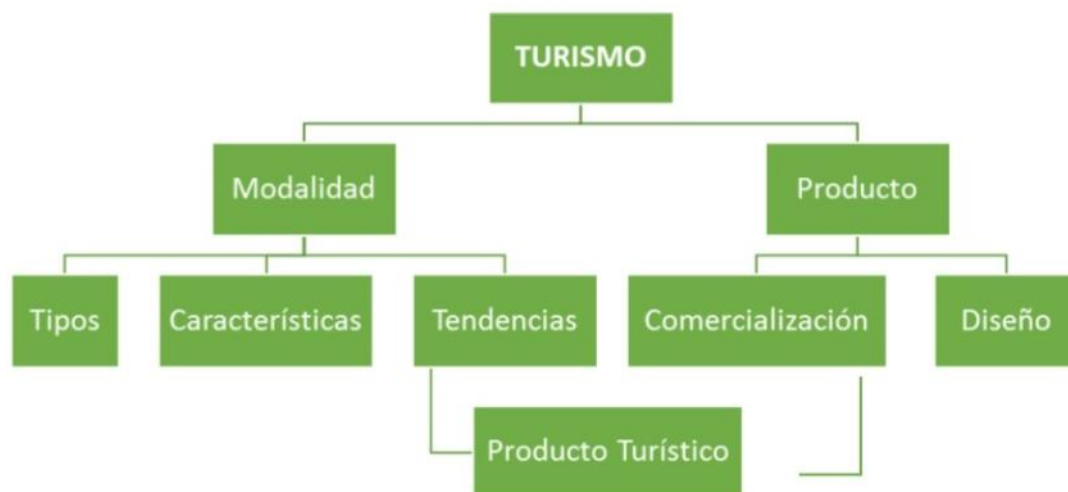 TURISMO
Modalidad
Producto
Tipos
Características
Tendencias
Comercialización
Diseño
Producto Turístico